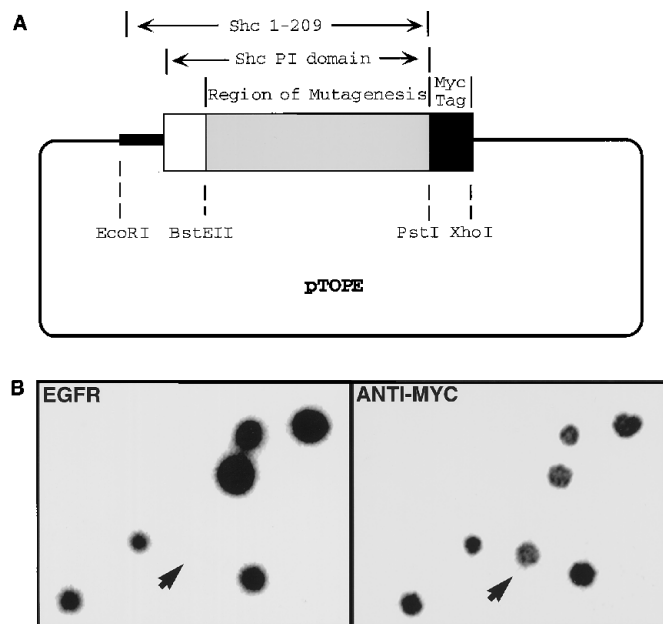 A
Shc 1-209
Shc PI domain
Region of Mutagenesis
Myc
Tag
EcoRI BstEII PstI XhoI
pTOPE
B
EGFR
ANTI-MYC